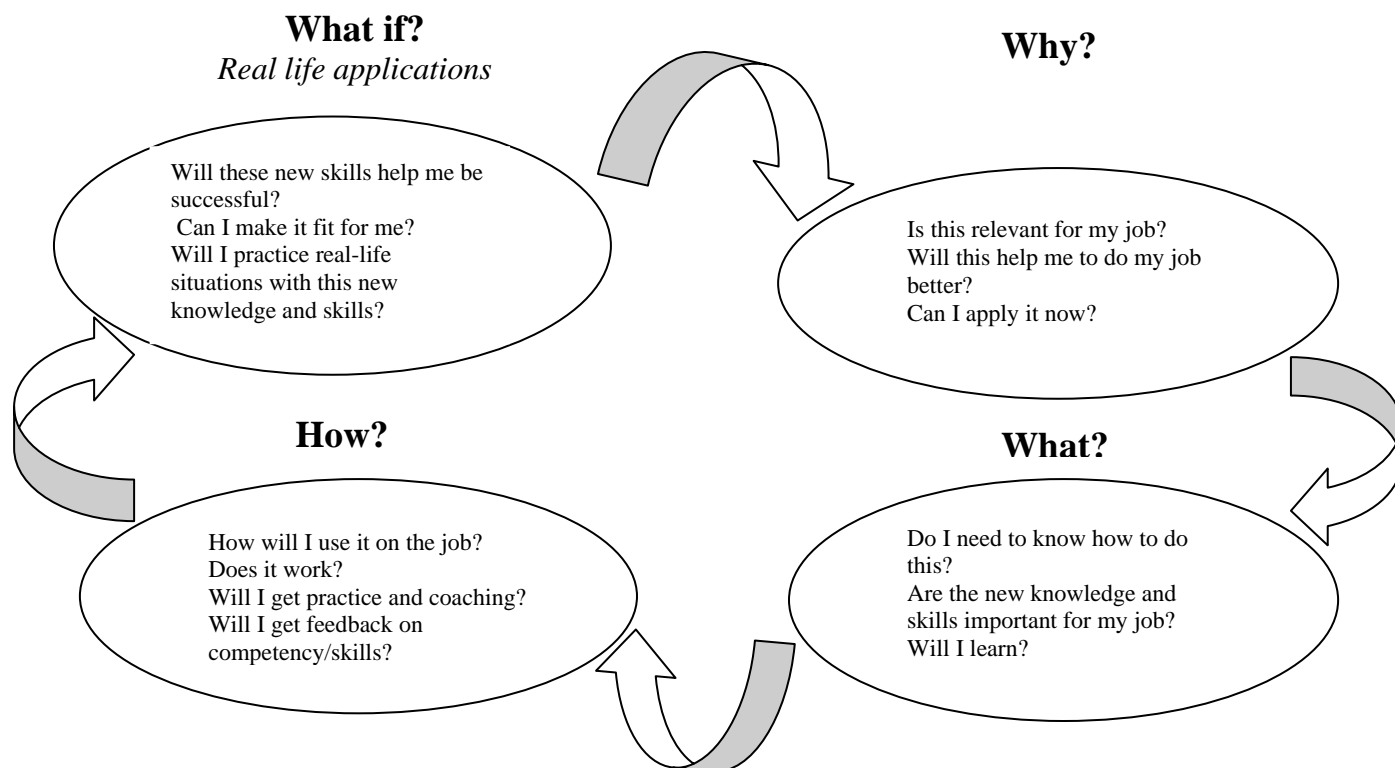 What if?
Real life applications
Will these new skills help me be
successful?
Can I make it fit for me?
Will I practice real-life
situations with this new
knowledge and skills?
Why?
Is this relevant for my job?
Will this help me to do my job
better?
Can I apply it now?
What?
Do I need to know how to do
this?
Are the new knowledge and
skills important for my job?
Will I learn?
How?
How will I use it on the job?
Does it work?
Will I get practice and coaching?
Will I get feedback on
competency/skills?